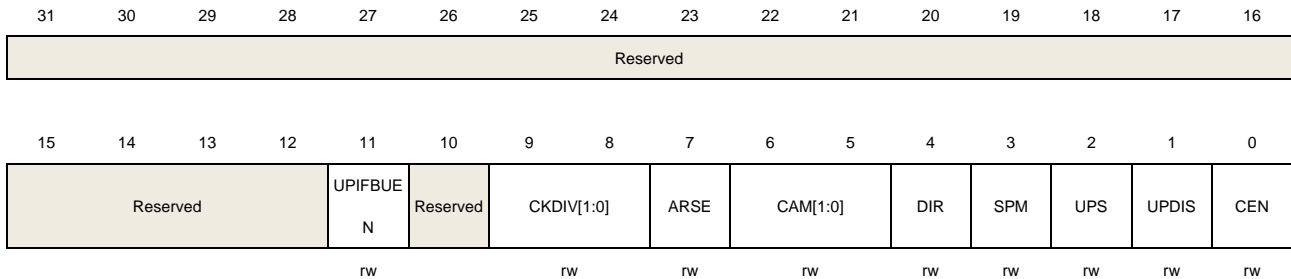 31 30 29 28 27 26 25 24 23 22 21 20 19 18 17 16
Reserved
15 14 13 12 11 10 9 8 7 6 5 4 3 2 1 0
Reserved UPIFBUE
N Reserved CKDIV[1:0] ARSE CAM[1:0] DIR SPM UPS UPDIS CEN
rw rw rw rw rw rw rw rw rw